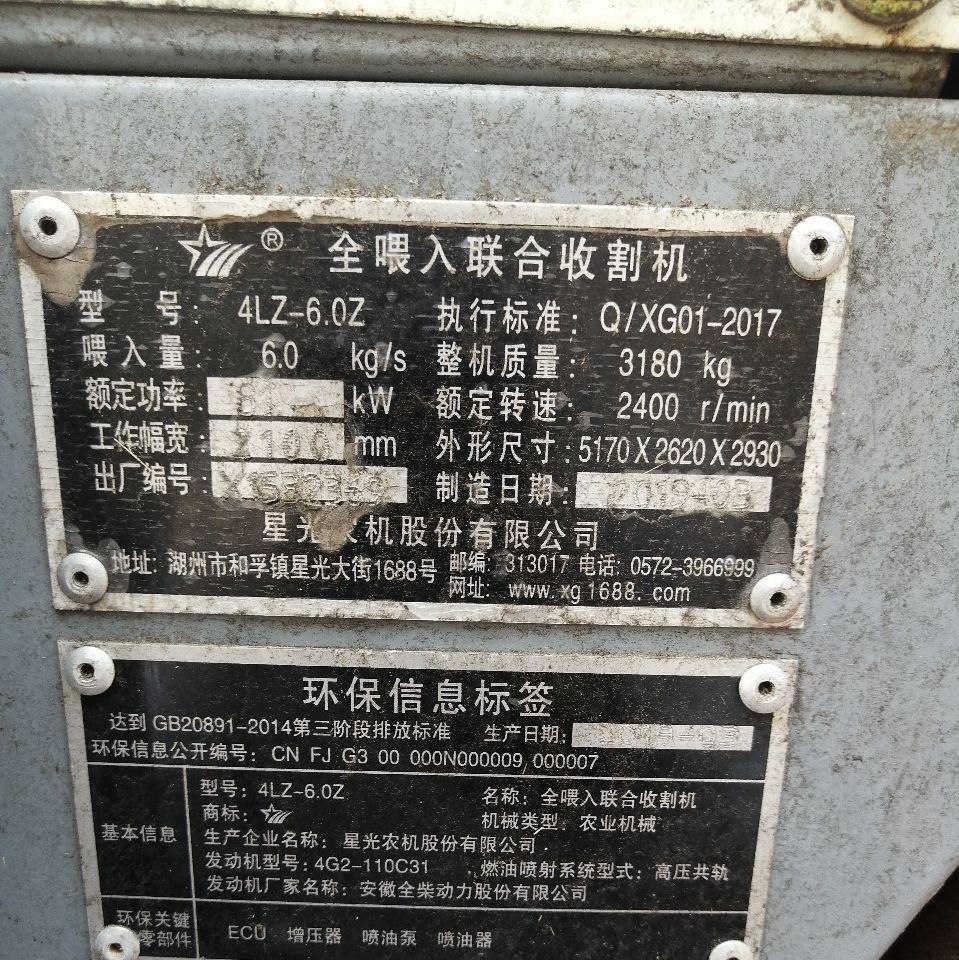 ® 全喂入联合收割机
型 号: 4LZ-6.0Z 执行标准: Q/XG01-2017
喂入量: 6.0 kg/s 整机质量: 3180 kg
额定功率: kW 额定转速: 2400 r/min
工作幅宽: 2100 mm 外形尺寸: 5170X2620X2930
出厂编号: 制造日期: 2019-03
星光农机股份有限公司
地址: 湖州市和孚镇星光大街1688号 邮编: 313017 电话: 0572-3966999
网址: www.xg1688.com
环保信息标签
达到 GB20891-2014第三阶段排放标准 生产日期:
环保信息公开编号: CN FJ G3 00 000N000009 000007
基本信息
型号: 4LZ-6.0Z 名称: 全喂入联合收割机
商标: 机械类型: 农业机械
生产企业名称: 星光农机股份有限公司
发动机型号: 4G2-110C31 燃油喷射系统型式: 高压共轨
发动机厂家名称: 安徽全柴动力股份有限公司
环保关键
零部件 ECU 增压器 喷油泵 喷油器